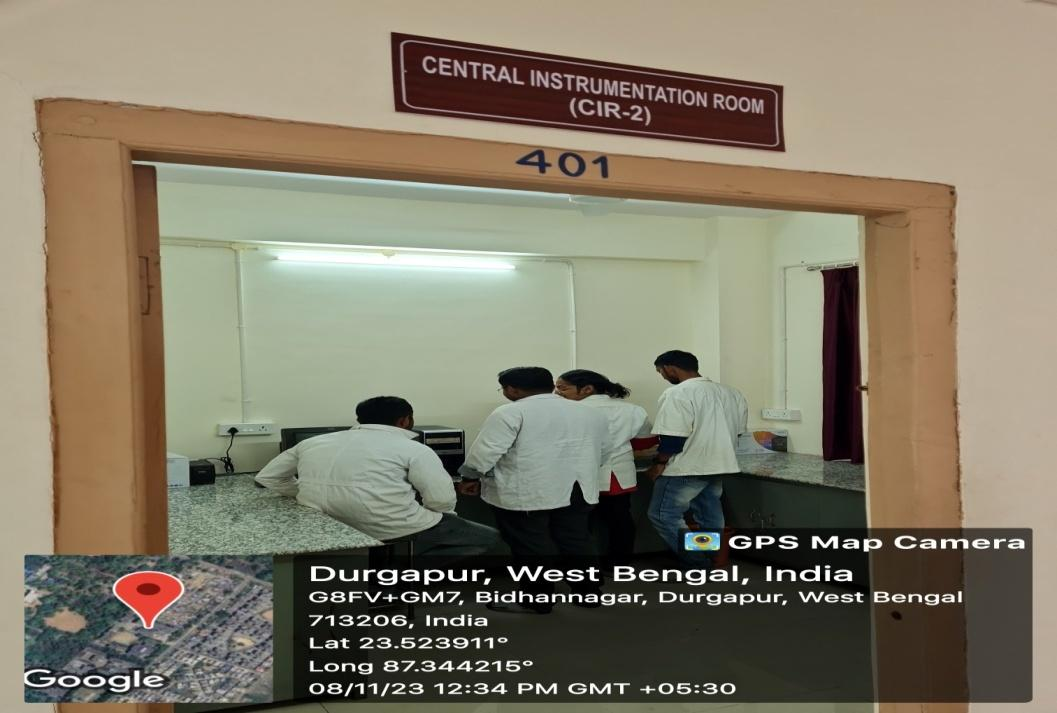 CENTRAL INSTRUMENTATION ROOM
(CIR-2)
401
GPS Map Camera
Durgapur, West Bengal, India
G8FV+GM7, Bidhannagar, Durgapur, West Bengal
713206, India
Lat 23.523911°
Long 87.344215°
08/11/23 12:34 PM GMT +05:30
Google